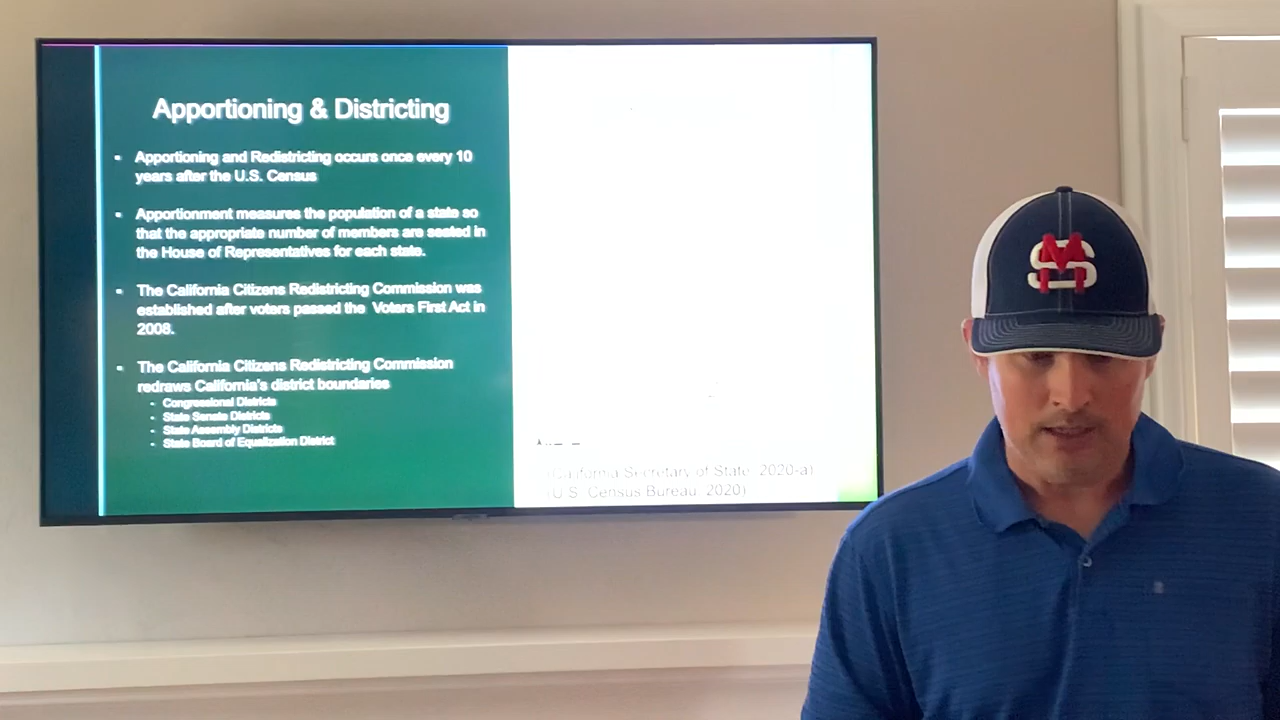 Apportioning & Districting
Apportioning and Redistricting occurs once every 10
years after the U.S. Census
Apportionment measures the population of a state so
that the appropriate number of members are seated in
the House of Representatives for each state.
The California Citizens Redistricting Commission was
established after voters passed the Voters First Act in
2008.
The California Citizens Redistricting Commission
redraws California's district boundaries
Congressional Districts
State Senate Districts
State Assembly Districts
State Board of Equalization District
(California Secretary of State, 2020-a)
(U.S. Census Bureau, 2020)